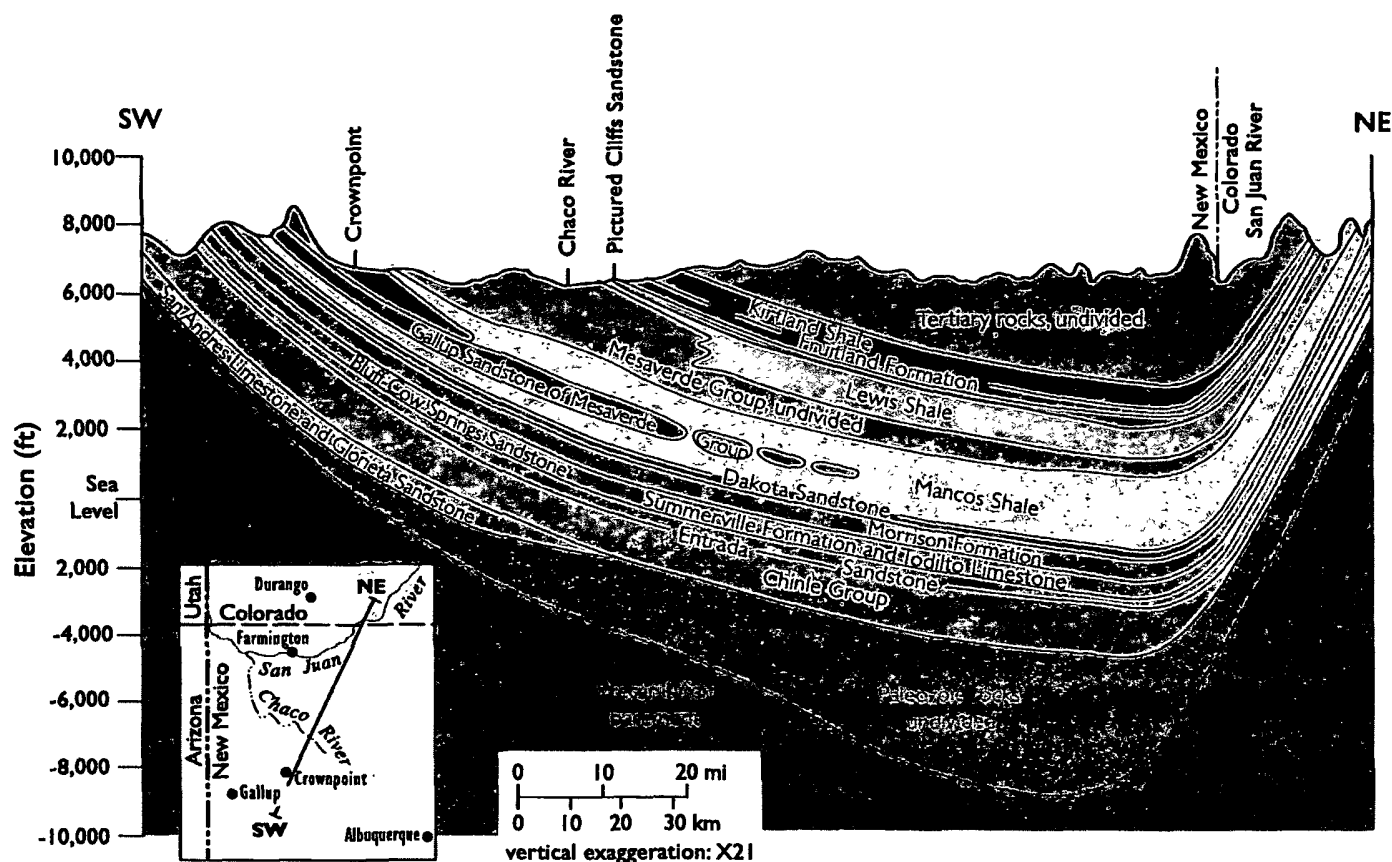 SW
NE
Crownpoint
Chaco River
Pictured Cliffs Sandstone
New Mexico
Colorado
San Juan River
10,000
8,000
6,000
4,000
2,000
Sea
Level
2,000
-4,000
-6,000
-8,000
-10,000
Elevation (ft)
Kirtland Shale
Tertiary rocks, undivided
Fruitland Formation
Lewis Shale
Mesaverde Group, undivided
Gallup Sandstone of Mesaverde
Group
Mancos Shale
Dakota Sandstone
Morrison Formation
Bluff-Cow Springs Sandstone
Summerville Formation and Todilto Limestone
Entrada
Sandstone
Chinle Group
San Andres Limestone and Glorieta Sandstone
Precambrian
basement
Paleozoic rocks
undivided
Utah
Durango
NE
River
Colorado
Farmington
San Juan
Arizona
New Mexico
Chaco
River
Crownpoint
Gallup
SW
Albuquerque
0 10 20 mi
0 10 20 30 km
vertical exaggeration: X21